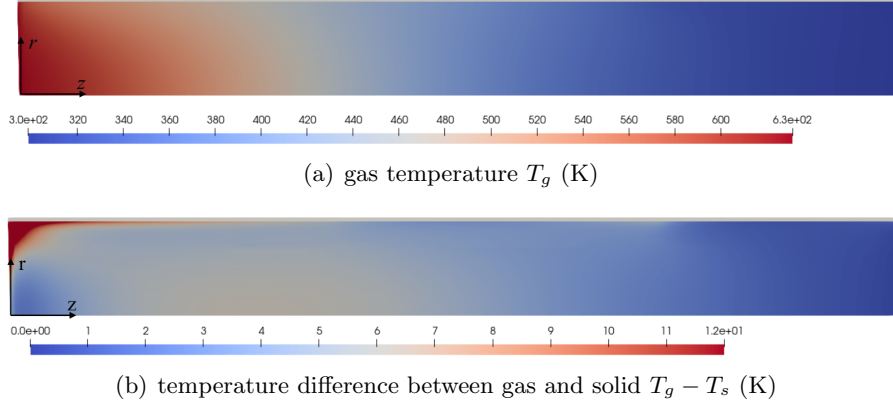 r
z
3.0e+02 320 340 360 380 400 420 440 460 480 500 520 540 560 580 600 6.3e+02
(a) gas temperature T_g (K)
r
z
0.0e+00 1 2 3 4 5 6 7 8 9 10 11 1.2e+01
(b) temperature difference between gas and solid T_g − T_s (K)